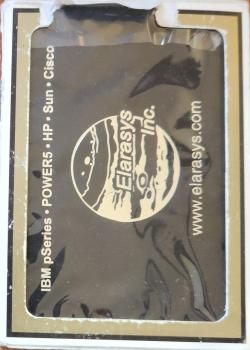 IBM pSeries • POWER5 • HP • Sun • Cisco
Elarasys
Inc.
www.elarasys.com